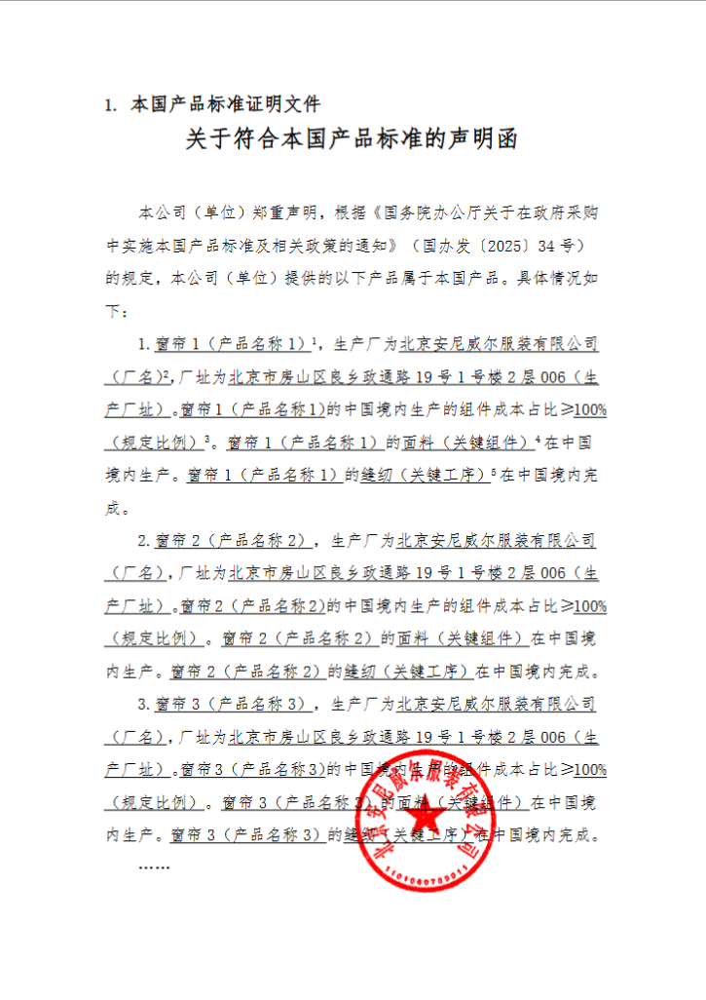 1. 本国产品标准证明文件
关于符合本国产品标准的声明函
本公司（单位）郑重声明，根据《国务院办公厅关于在政府采购
中实施本国产品标准及相关政策的通知》（国办发〔2025〕34 号）
的规定，本公司（单位）提供的以下产品属于本国产品。具体情况如
下：
1.窗帘 1（产品名称 1）¹，生产厂为北京安尼威尔服装有限公司
（厂名）²，厂址为北京市房山区良乡政通路 19 号 1 号楼 2 层 006（生
产厂址）。窗帘 1（产品名称 1)的中国境内生产的组件成本占比≥100%
（规定比例）³。窗帘 1（产品名称 1）的面料（关键组件）⁴在中国
境内生产。窗帘 1（产品名称 1）的缝纫（关键工序）⁵在中国境内完
成。
2.窗帘 2（产品名称 2），生产厂为北京安尼威尔服装有限公司
（厂名），厂址为北京市房山区良乡政通路 19 号 1 号楼 2 层 006（生
产厂址）。窗帘 2（产品名称 2)的中国境内生产的组件成本占比≥100%
（规定比例）。窗帘 2（产品名称 2）的面料（关键组件）在中国境
内生产。窗帘 2（产品名称 2）的缝纫（关键工序）在中国境内完成。
3.窗帘 3（产品名称 3），生产厂为北京安尼威尔服装有限公司
（厂名），厂址为北京市房山区良乡政通路 19 号 1 号楼 2 层 006（生
产厂址）。窗帘 3（产品名称 3)的中国境内生产的组件成本占比≥100%
（规定比例）。窗帘 3（产品名称 3）的面料（关键组件）在中国境
内生产。窗帘 3（产品名称 3）的缝纫（关键工序）在中国境内完成。
……
北京安尼威尔服装有限公司
1101060789011